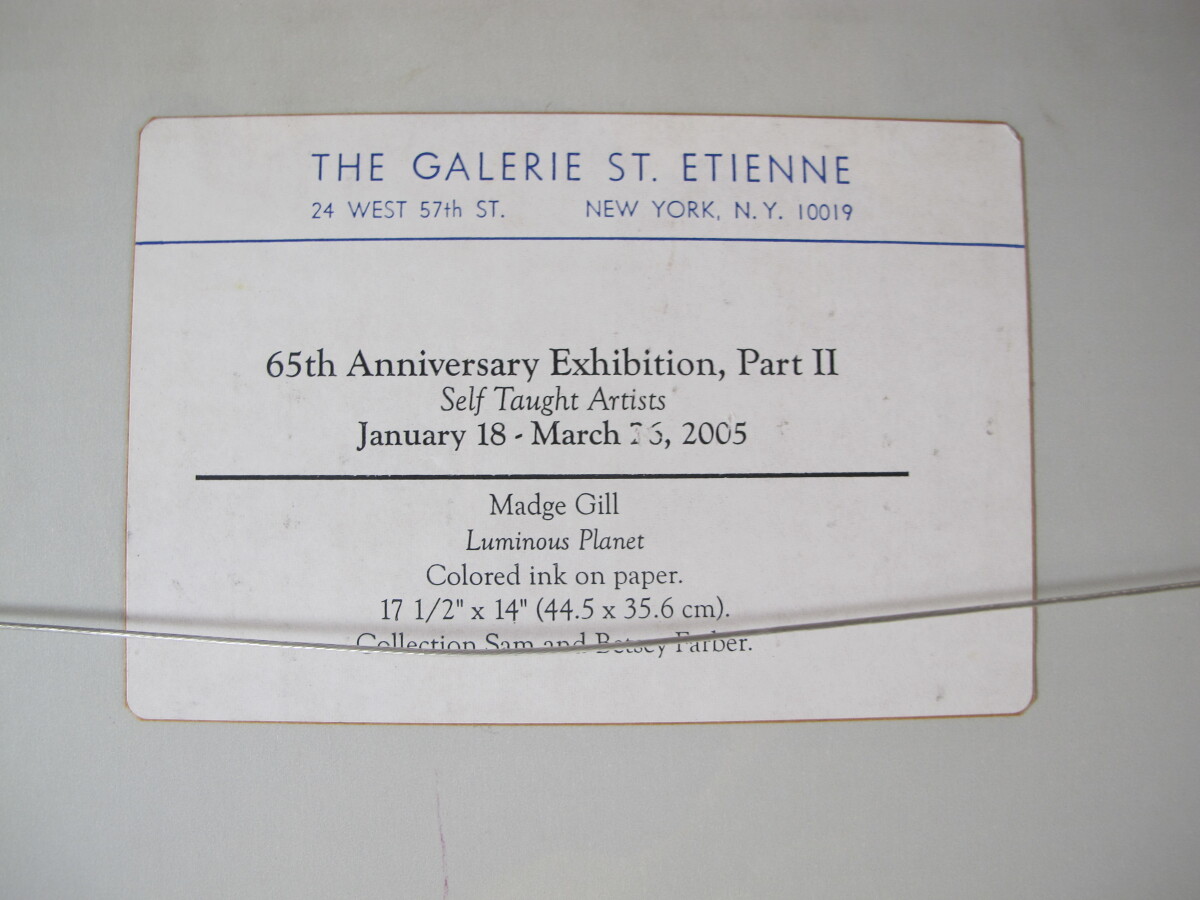 THE GALERIE ST. ETIENNE
24 WEST 57th ST. NEW YORK, N.Y. 10019
65th Anniversary Exhibition, Part II
Self Taught Artists
January 18 - March 26, 2005
Madge Gill
Luminous Planet
Colored ink on paper.
17 1/2" x 14" (44.5 x 35.6 cm).
Collection Sam and Betsey Farber.